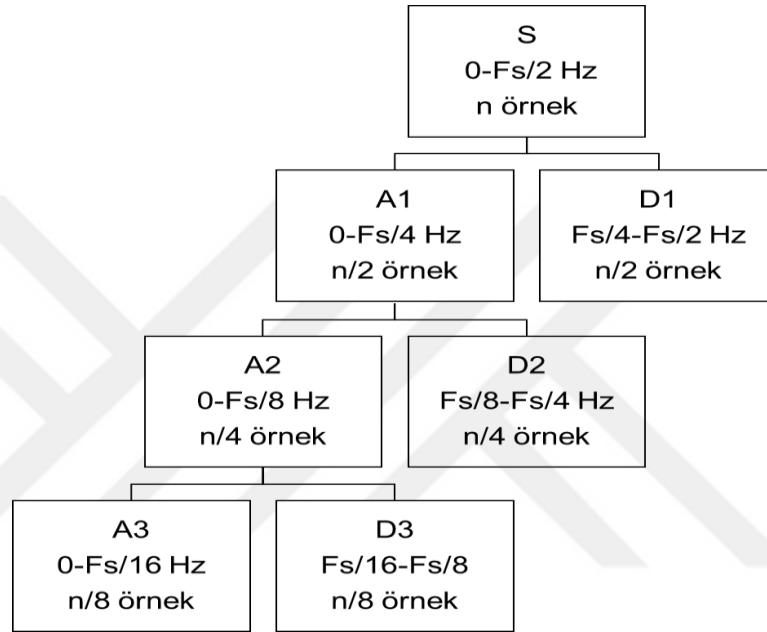 S
0-Fs/2 Hz
n örnek
A1
0-Fs/4 Hz
n/2 örnek
D1
Fs/4-Fs/2 Hz
n/2 örnek
A2
0-Fs/8 Hz
n/4 örnek
D2
Fs/8-Fs/4 Hz
n/4 örnek
A3
0-Fs/16 Hz
n/8 örnek
D3
Fs/16-Fs/8
n/8 örnek